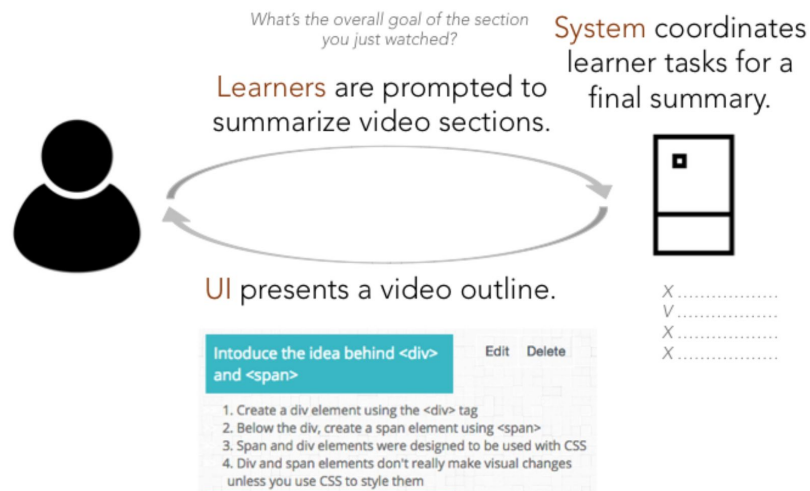 What's the overall goal of the section
you just watched?
System coordinates
learner tasks for a
final summary.
Learners are prompted to
summarize video sections.
UI presents a video outline.
X ..................
V ..................
X ..................
X ..................
Intoduce the idea behind <div>
and <span>
Edit Delete
1. Create a div element using the <div> tag
2. Below the div, create a span element using <span>
3. Span and div elements were designed to be used with CSS
4. Div and span elements don't really make visual changes
unless you use CSS to style them